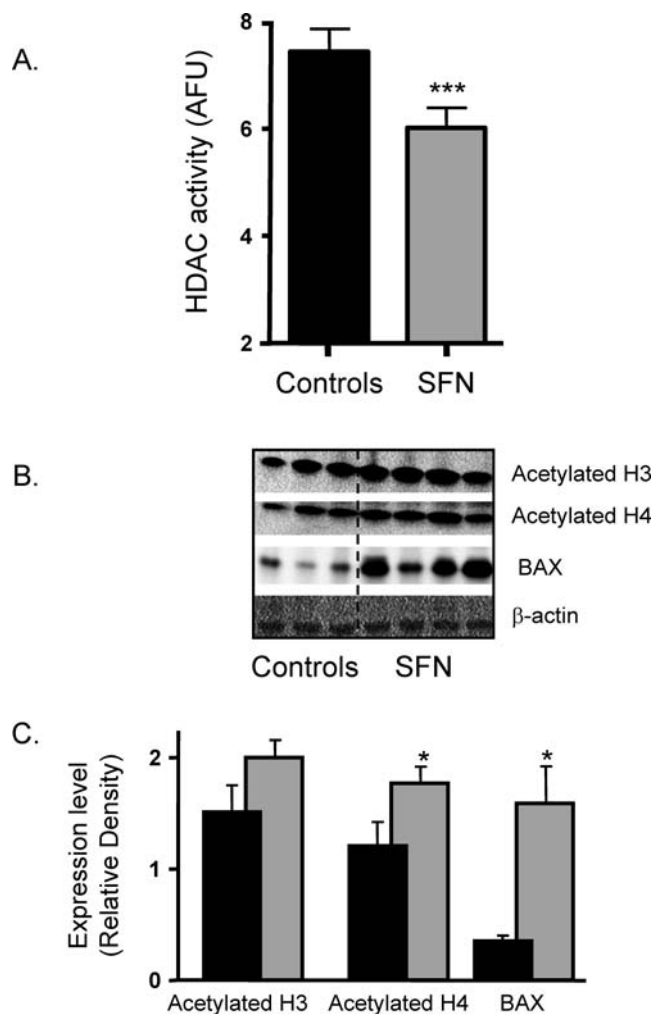 A.
HDAC activity (AFU)
8
6
4
2
***
Controls SFN
B.
Acetylated H3
Acetylated H4
BAX
β-actin
Controls SFN
C.
Expression level
(Relative Density)
2
1
0
* *
Acetylated H3 Acetylated H4 BAX